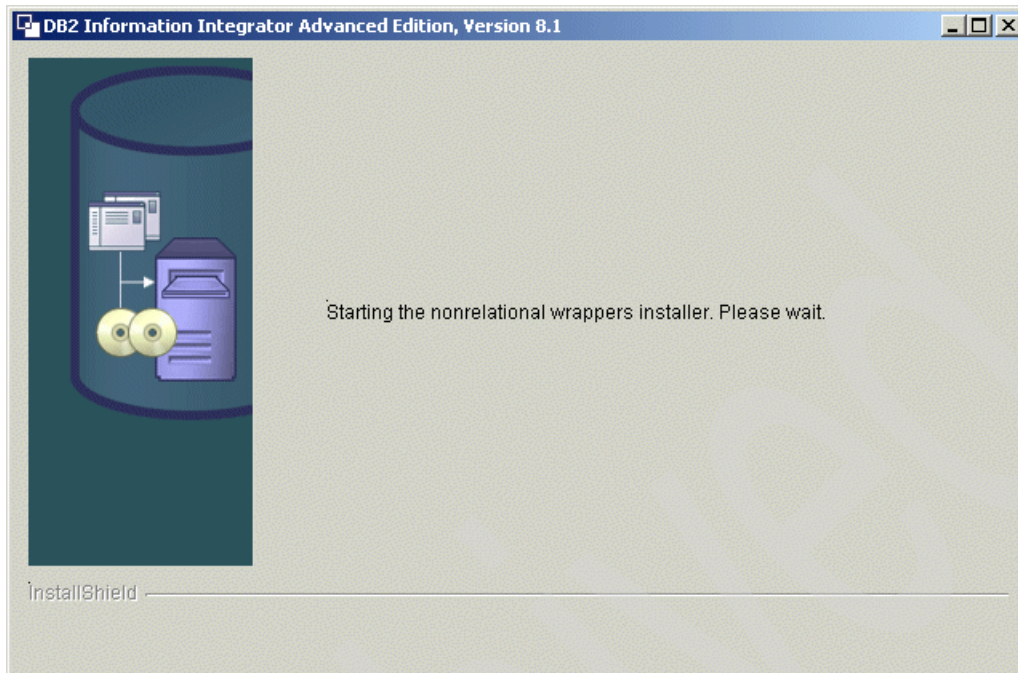 DB2 Information Integrator Advanced Edition, Version 8.1
Starting the nonrelational wrappers installer. Please wait.
InstallShield